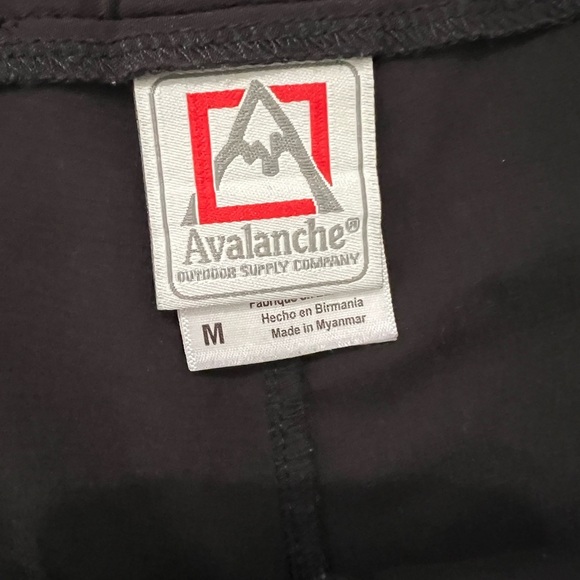 Avalanche®
OUTDOOR SUPPLY COMPANY
M
Hecho en Birmania
Made in Myanmar